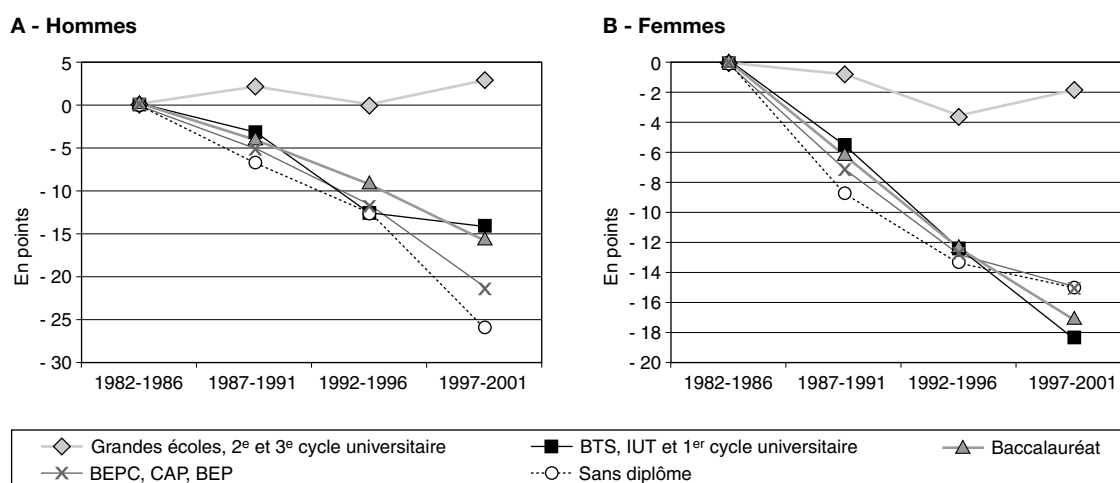 A - Hommes
5
0
- 5
- 10
- 15
- 20
- 25
- 30
En points
1982-1986 1987-1991 1992-1996 1997-2001
B - Femmes
0
- 2
- 4
- 6
- 8
- 10
- 12
- 14
- 16
- 18
- 20
En points
1982-1986 1987-1991 1992-1996 1997-2001
Grandes écoles, 2e et 3e cycle universitaire BTS, IUT et 1er cycle universitaire Baccalauréat
BEPC, CAP, BEP Sans diplôme